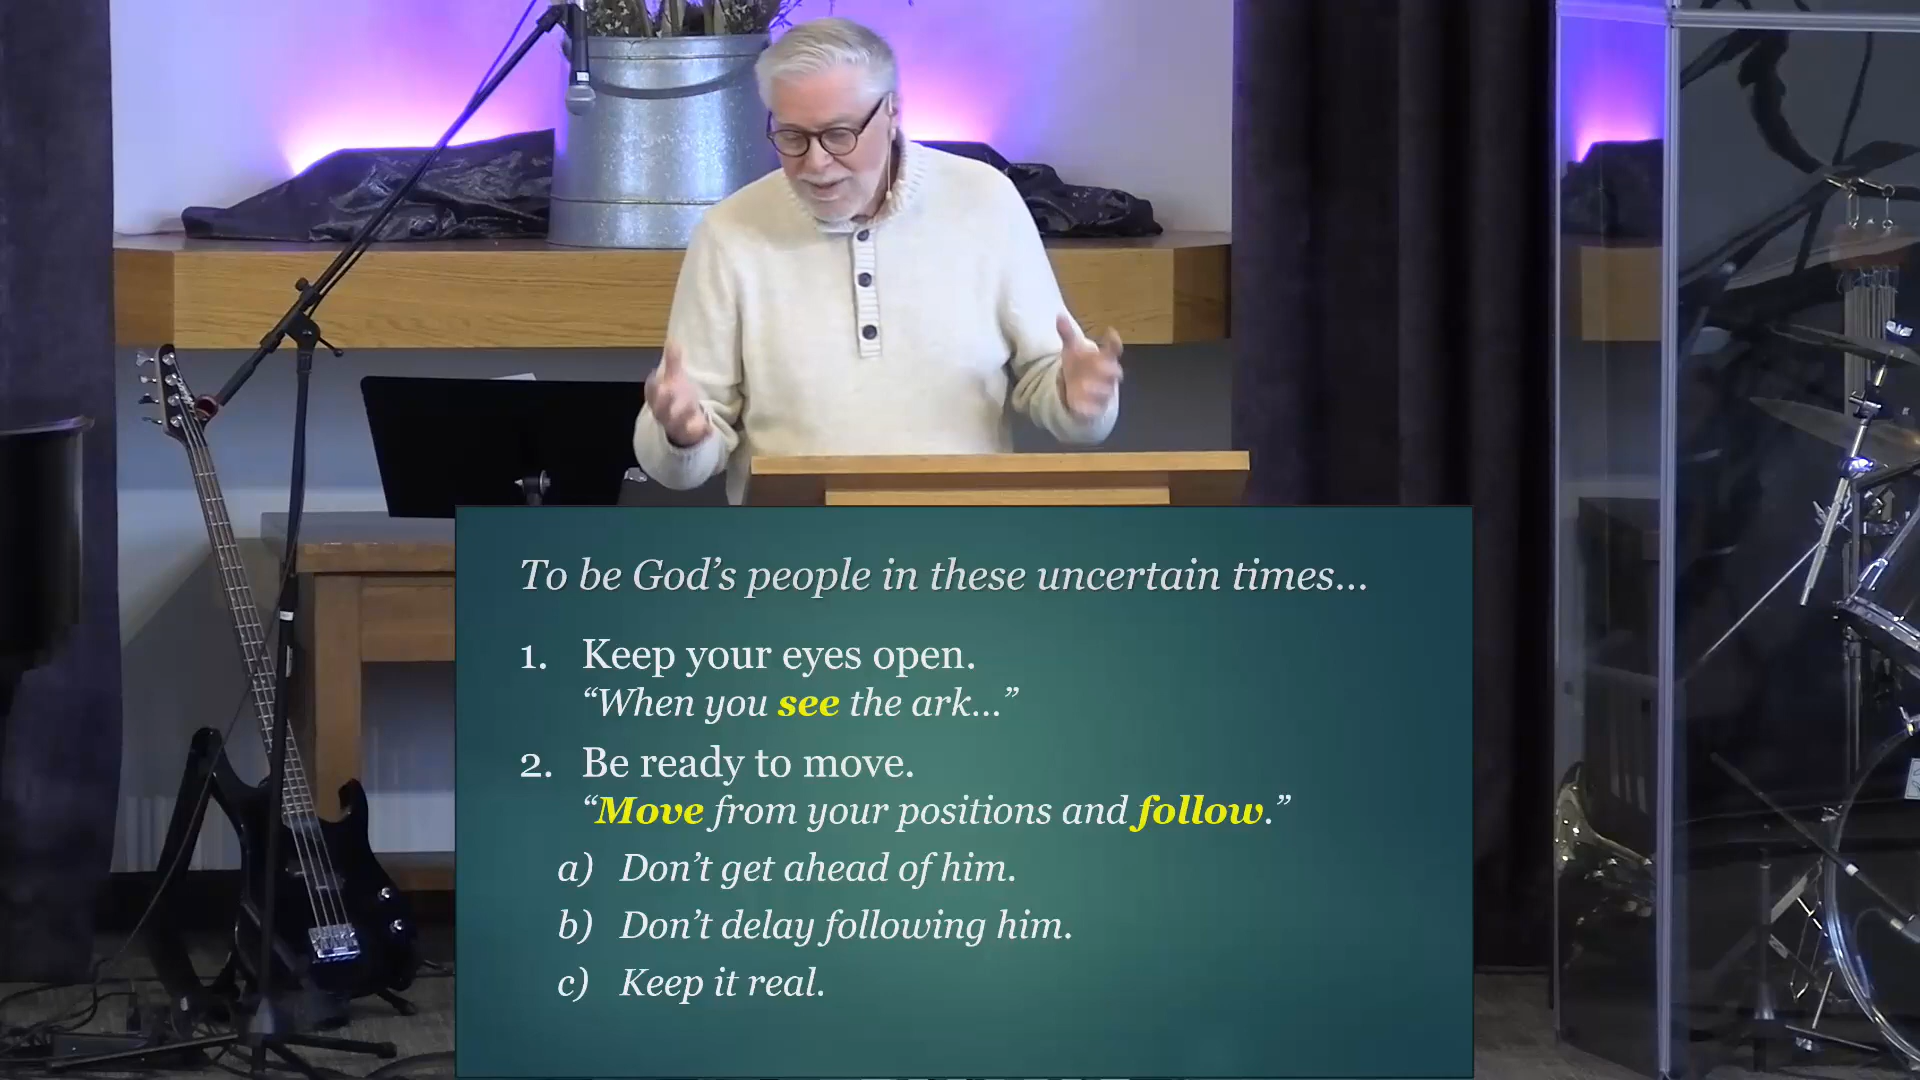 To be God’s people in these uncertain times…
1. Keep your eyes open.
“When you see the ark…”
2. Be ready to move.
“Move from your positions and follow.”
a) Don’t get ahead of him.
b) Don’t delay following him.
c) Keep it real.